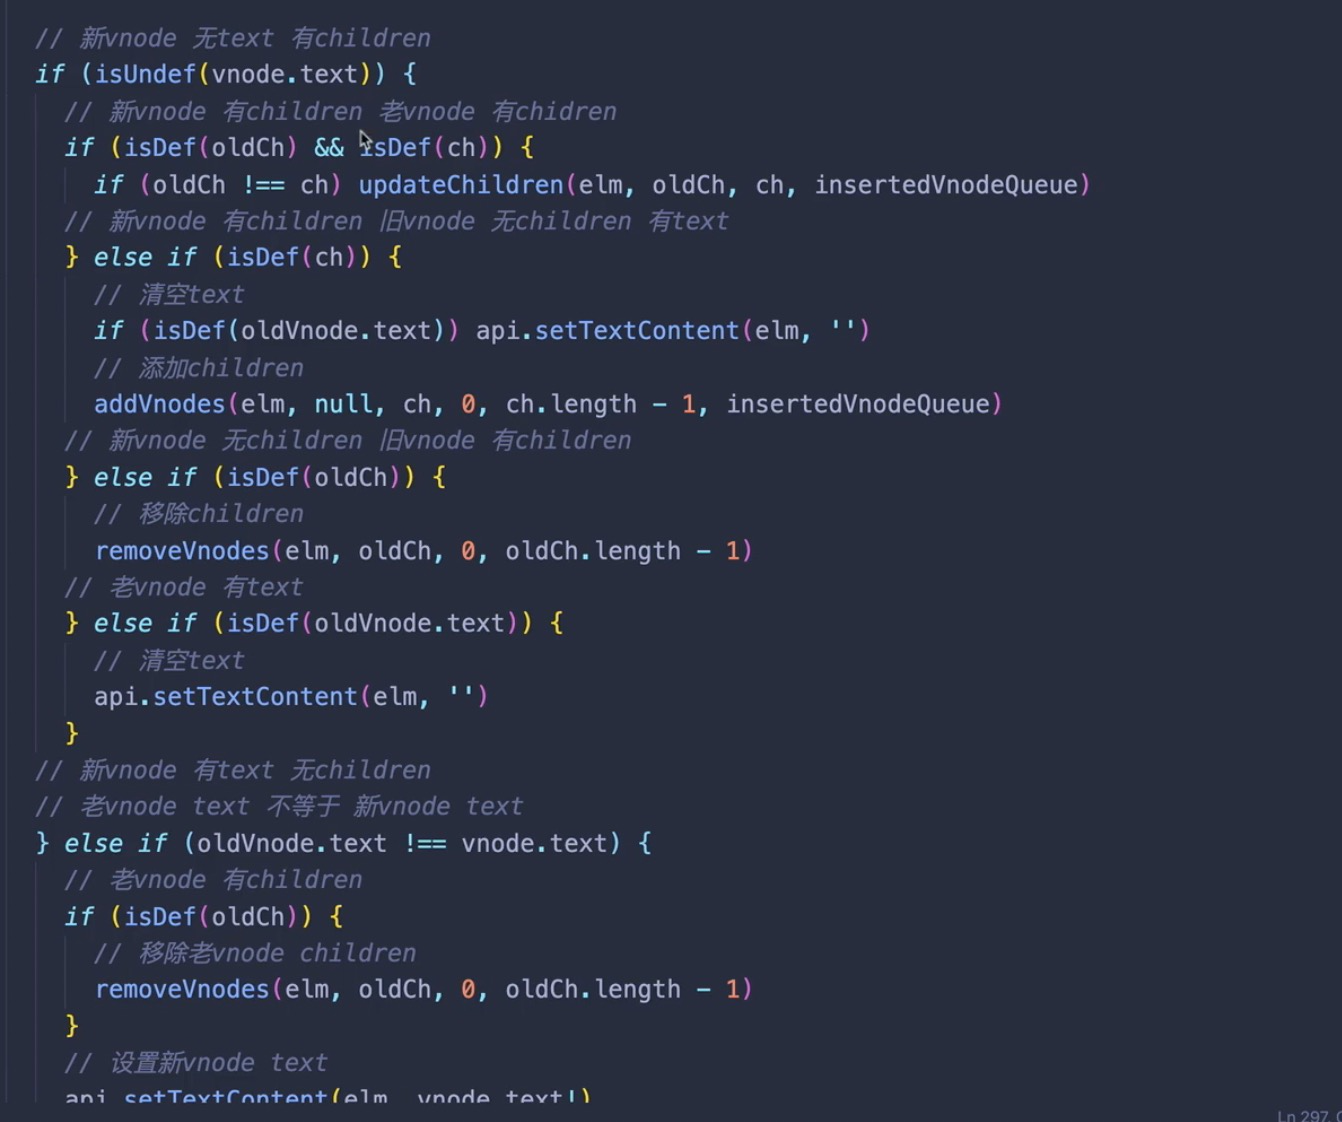 // 新vnode 无text 有children
if (isUndef(vnode.text)) {
// 新vnode 有children 老vnode 有chidren
if (isDef(oldCh) && isDef(ch)) {
if (oldCh !== ch) updateChildren(elm, oldCh, ch, insertedVnodeQueue)
// 新vnode 有children 旧vnode 无children 有text
} else if (isDef(ch)) {
// 清空text
if (isDef(oldVnode.text)) api.setTextContent(elm, '')
// 添加children
addVnodes(elm, null, ch, 0, ch.length - 1, insertedVnodeQueue)
// 新vnode 无children 旧vnode 有children
} else if (isDef(oldCh)) {
// 移除children
removeVnodes(elm, oldCh, 0, oldCh.length - 1)
// 老vnode 有text
} else if (isDef(oldVnode.text)) {
// 清空text
api.setTextContent(elm, '')
}
// 新vnode 有text 无children
// 老vnode text 不等于 新vnode text
} else if (oldVnode.text !== vnode.text) {
// 老vnode 有children
if (isDef(oldCh)) {
// 移除老vnode children
removeVnodes(elm, oldCh, 0, oldCh.length - 1)
}
// 设置新vnode text
api.setTextContent(elm, vnode.text!)
Ln 297,